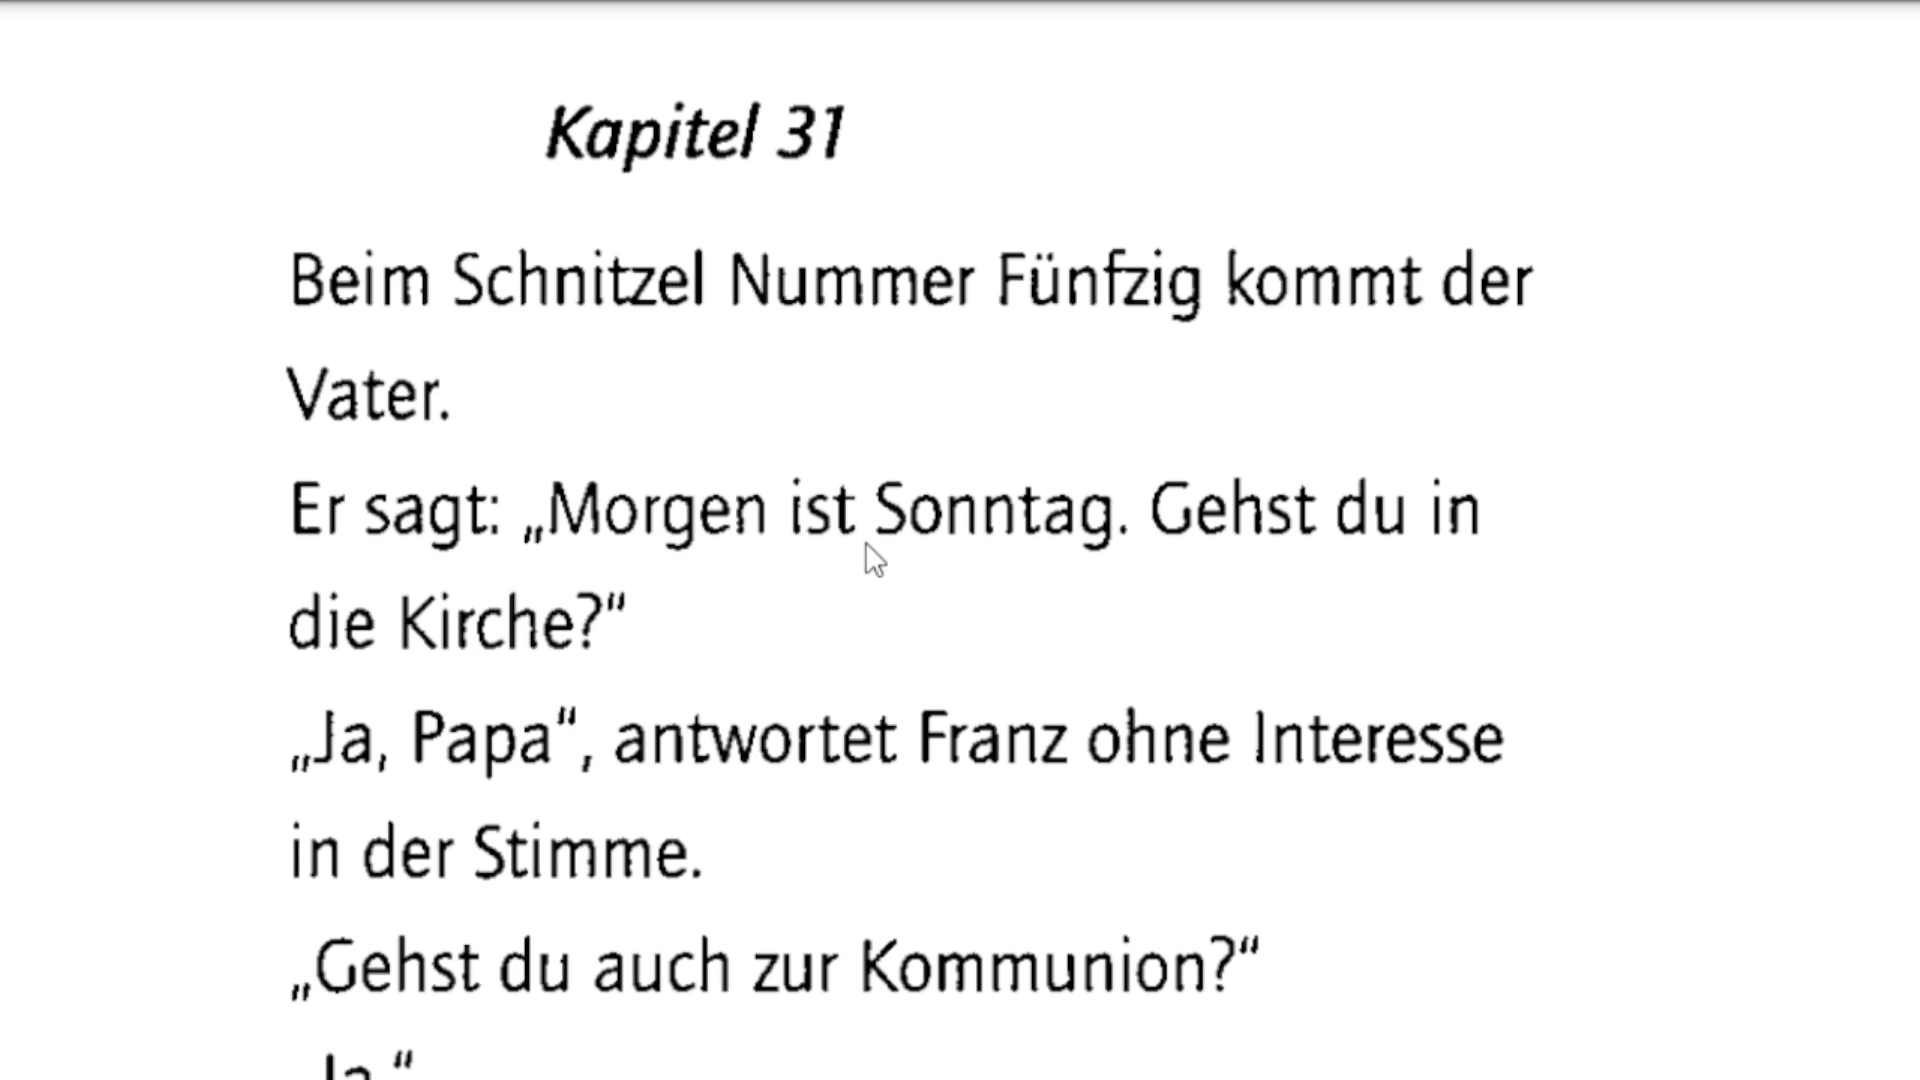 Kapitel 31
Beim Schnitzel Nummer Fünfzig kommt der
Vater.
Er sagt: „Morgen ist Sonntag. Gehst du in
die Kirche?“
„Ja, Papa“, antwortet Franz ohne Interesse
in der Stimme.
„Gehst du auch zur Kommunion?“
„Ja.“